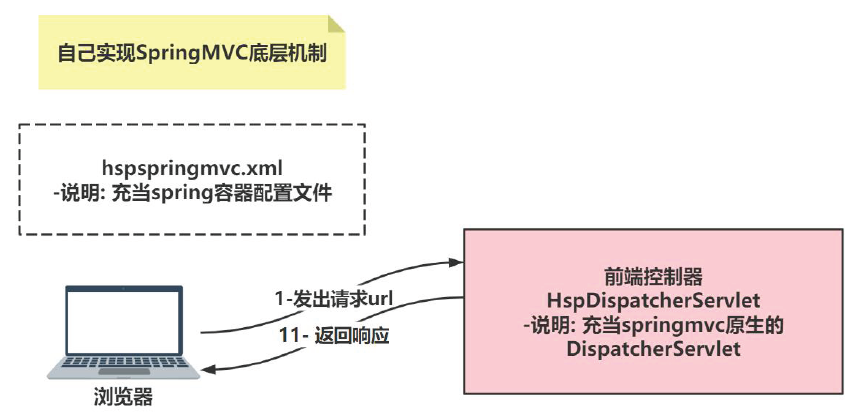 自己实现SpringMVC底层机制
hspspringmvc.xml
-说明: 充当spring容器配置文件
1-发出请求url
11- 返回响应
浏览器
前端控制器
HspDispatcherServlet
-说明: 充当springmvc原生的
DispatcherServlet